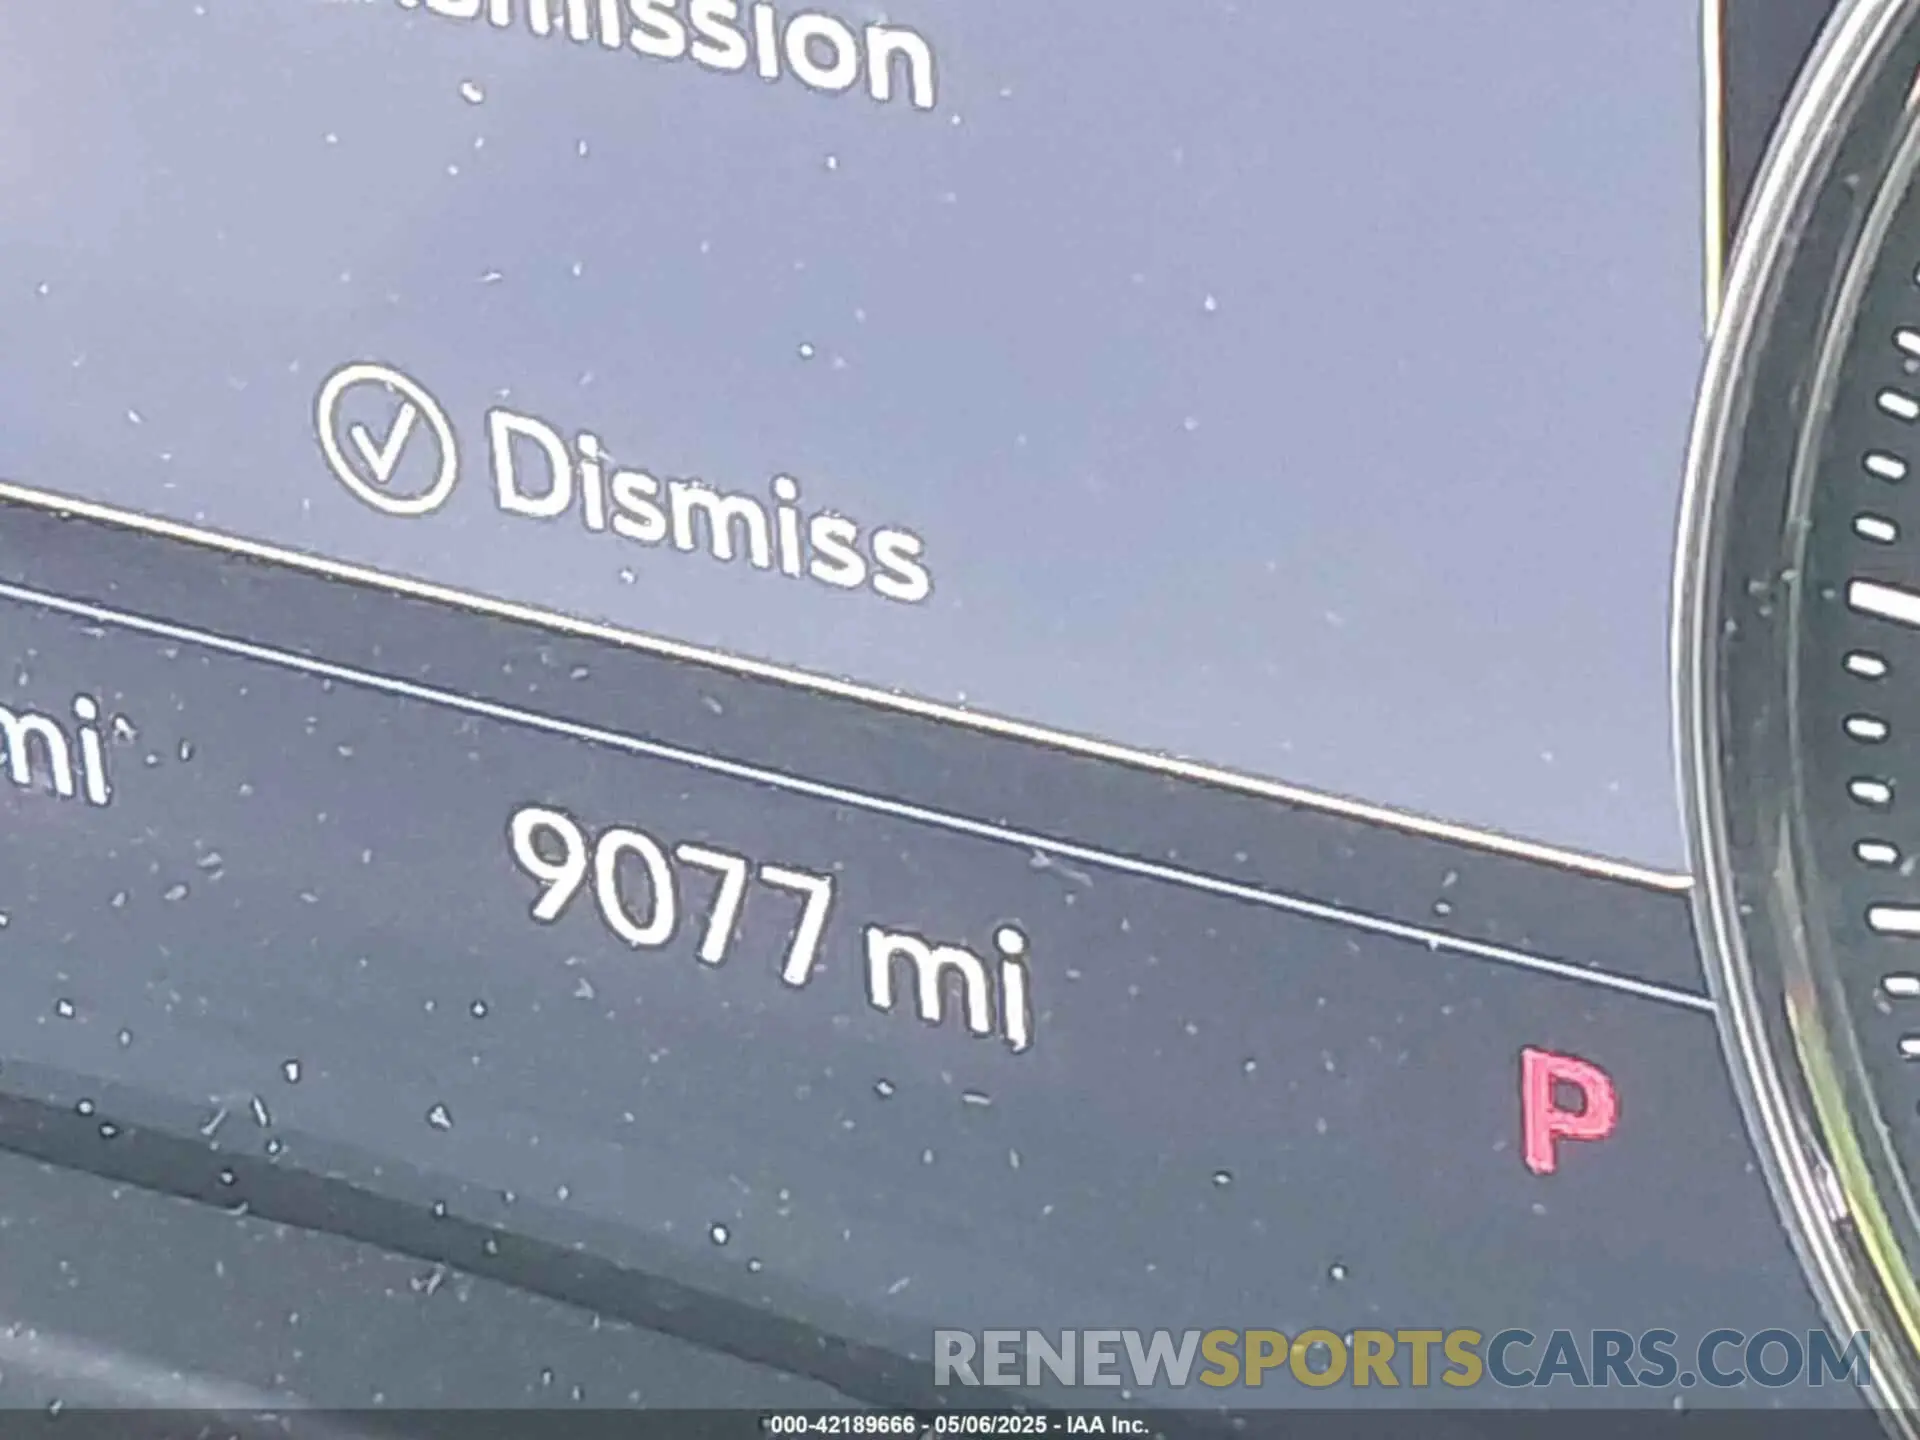 Dismiss
mi
9077 mi
P
RENEWSPORTSCARS.COM
000-42189666 - 05/06/2025 - IAA Inc.